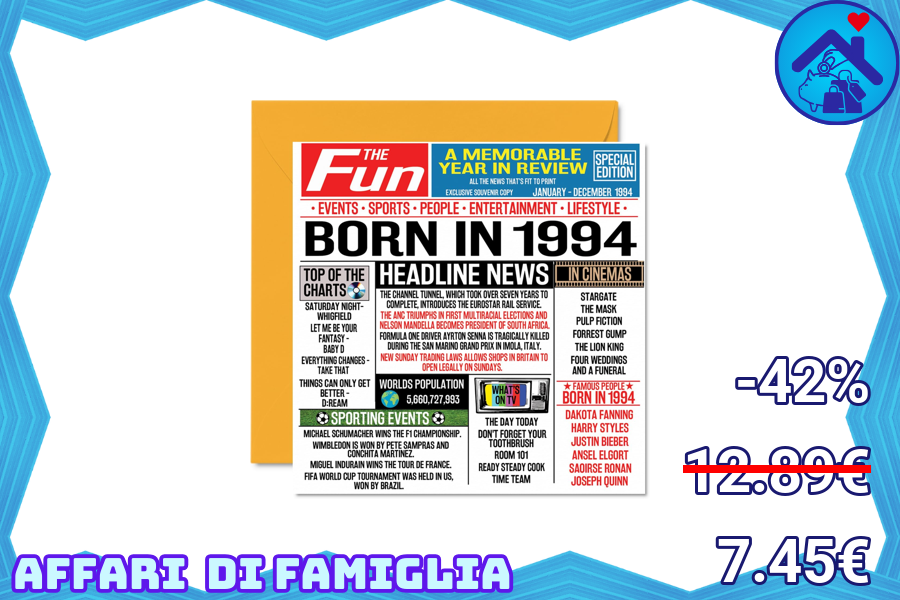 THE
Fun
A MEMORABLE
YEAR IN REVIEW
ALL THE NEWS THAT'S FIT TO PRINT
EXCLUSIVE SOUVENIR COPY JANUARY - DECEMBER 1994
SPECIAL
EDITION
· EVENTS · SPORTS · PEOPLE · ENTERTAINMENT · LIFESTYLE ·
BORN IN 1994
TOP OF THE
CHARTS
SATURDAY NIGHT-
WHIGFIELD
LET ME BE YOUR
FANTASY -
BABY D
EVERYTHING CHANGES -
TAKE THAT
THINGS CAN ONLY GET
BETTER -
D:REAM
HEADLINE NEWS
THE CHANNEL TUNNEL, WHICH TOOK OVER SEVEN YEARS TO
COMPLETE, INTRODUCES THE EUROSTAR RAIL SERVICE.
THE ANC TRIUMPHS IN FIRST MULTIRACIAL ELECTIONS AND
NELSON MANDELLA BECOMES PRESIDENT OF SOUTH AFRICA.
FORMULA ONE DRIVER AYRTON SENNA IS TRAGICALLY KILLED
DURING THE SAN MARINO GRAND PRIX IN IMOLA, ITALY.
NEW SUNDAY TRADING LAWS ALLOWS SHOPS IN BRITAIN TO
OPEN LEGALLY ON SUNDAYS.
IN CINEMAS
STARGATE
THE MASK
PULP FICTION
FORREST GUMP
THE LION KING
FOUR WEDDINGS
AND A FUNERAL
WORLDS POPULATION
5,660,727,993
SPORTING EVENTS
MICHAEL SCHUMACHER WINS THE F1 CHAMPIONSHIP.
WIMBLEDON IS WON BY PETE SAMPRAS AND
CONCHITA MARTINEZ.
MIGUEL INDURAIN WINS THE TOUR DE FRANCE.
FIFA WORLD CUP TOURNAMENT WAS HELD IN US,
WON BY BRAZIL.
WHAT'S
ON TV
THE DAY TODAY
DON'T FORGET YOUR
TOOTHBRUSH
ROOM 101
READY STEADY COOK
TIME TEAM
★ FAMOUS PEOPLE ★
BORN IN 1994
DAKOTA FANNING
HARRY STYLES
JUSTIN BIEBER
ANSEL ELGORT
SAOIRSE RONAN
JOSEPH QUINN
-42%
12.89€
7.45€
AFFARI DI FAMIGLIA